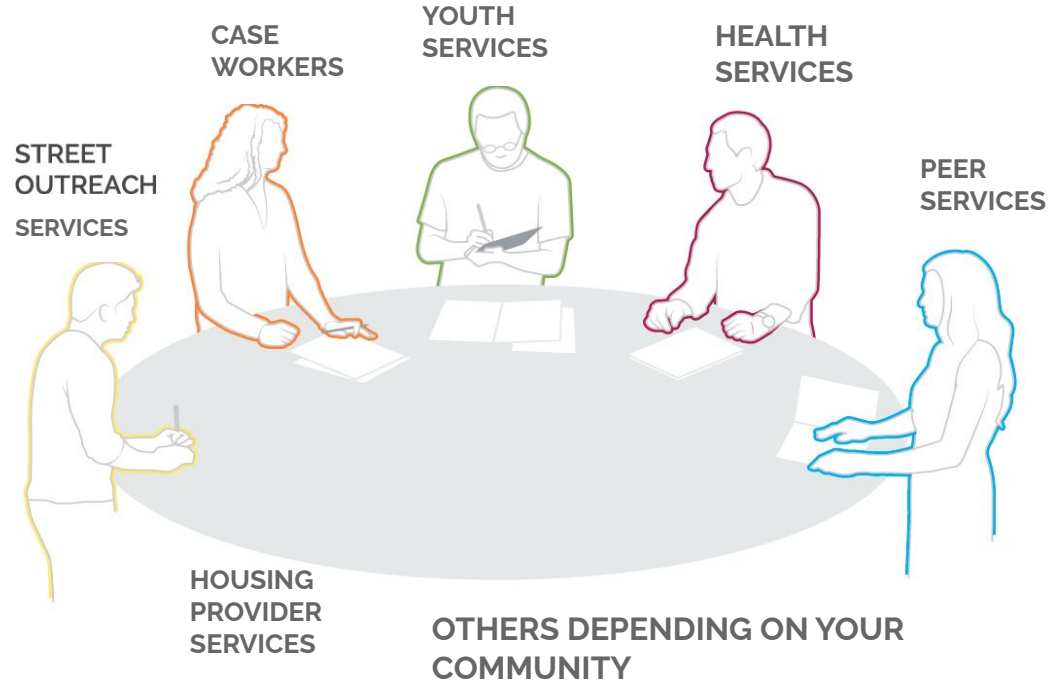 YOUTH
SERVICES
CASE
WORKERS
HEALTH
SERVICES
STREET
OUTREACH
SERVICES
PEER
SERVICES
HOUSING
PROVIDER
SERVICES
OTHERS DEPENDING ON YOUR
COMMUNITY